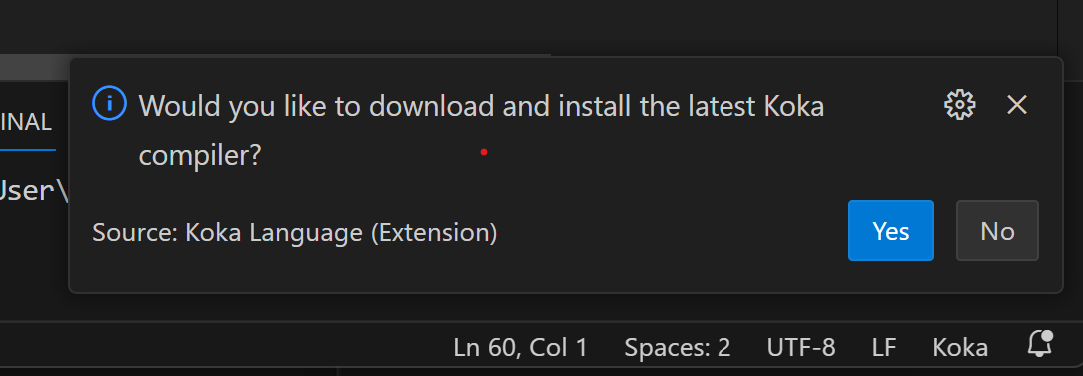 Would you like to download and install the latest Koka
compiler?
INAL
User\
Source: Koka Language (Extension)
Yes
No
Ln 60, Col 1
Spaces: 2
UTF-8
LF
Koka